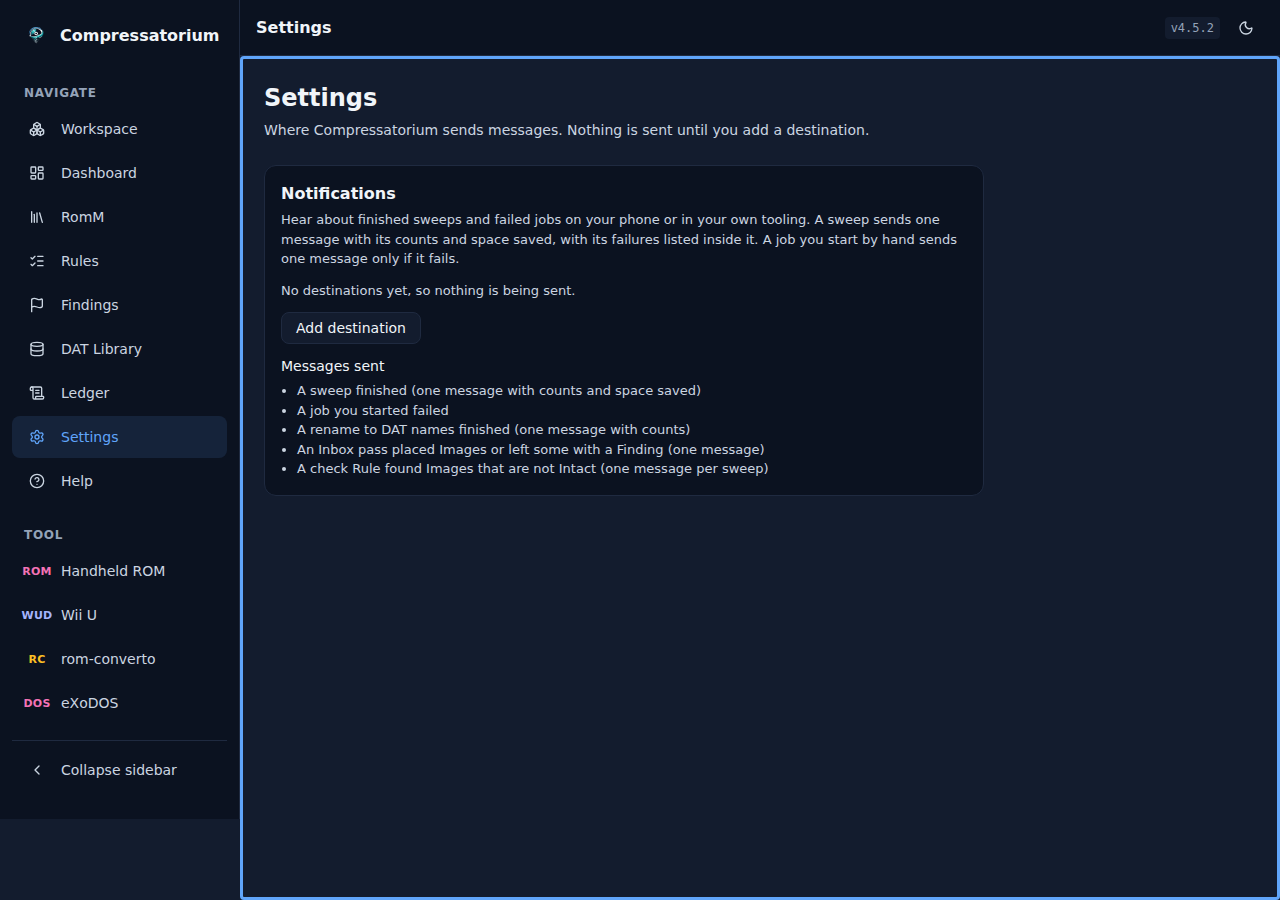 Compressatorium
NAVIGATE
Workspace
Dashboard
RomM
Rules
Findings
DAT Library
Ledger
Settings
Help
TOOL
ROM Handheld ROM
WUD Wii U
RC rom-converto
DOS eXoDOS
Collapse sidebar
Settings
v4.5.2
Settings
Where Compressatorium sends messages. Nothing is sent until you add a destination.
Notifications
Hear about finished sweeps and failed jobs on your phone or in your own tooling. A sweep sends one
message with its counts and space saved, with its failures listed inside it. A job you start by hand sends
one message only if it fails.
No destinations yet, so nothing is being sent.
Add destination
Messages sent
• A sweep finished (one message with counts and space saved)
• A job you started failed
• A rename to DAT names finished (one message with counts)
• An Inbox pass placed Images or left some with a Finding (one message)
• A check Rule found Images that are not Intact (one message per sweep)